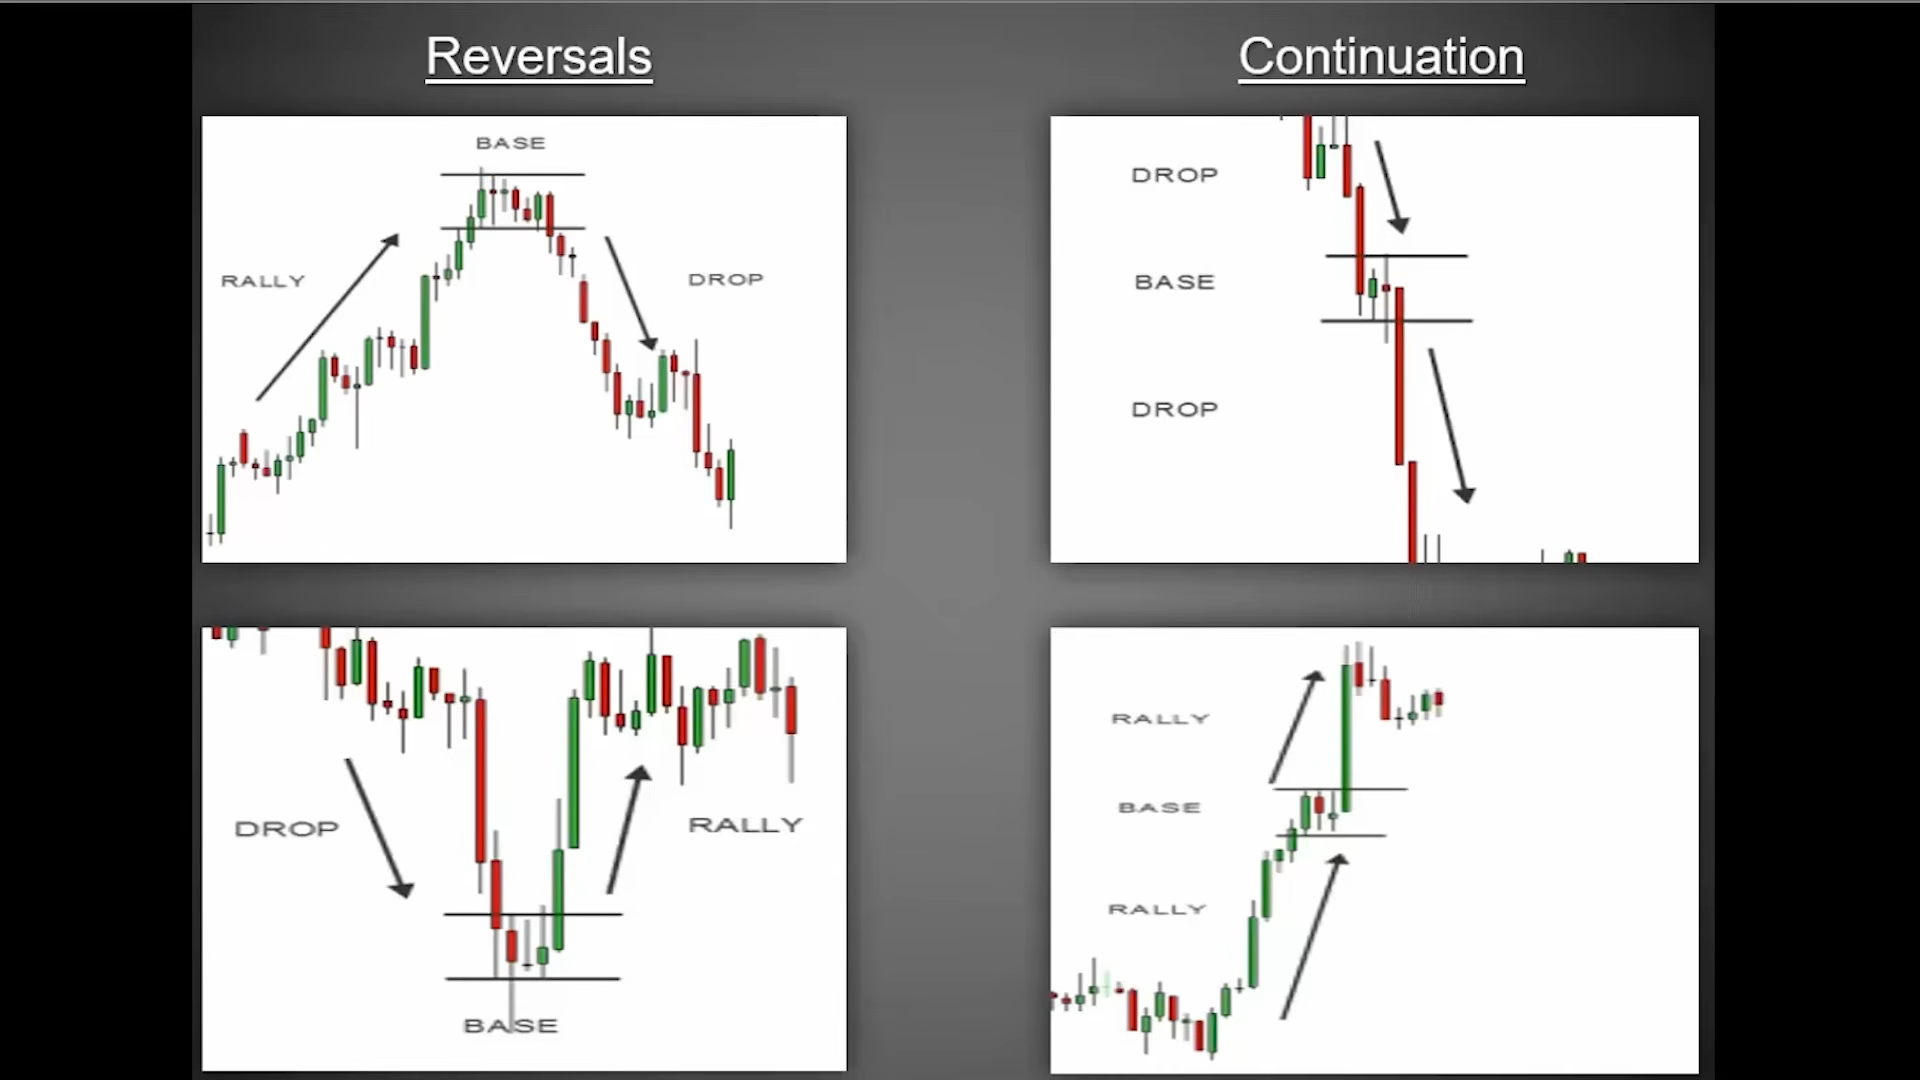 Reversals
Continuation
BASE
RALLY
DROP
DROP
BASE
DROP
DROP
RALLY
BASE
RALLY
BASE
RALLY